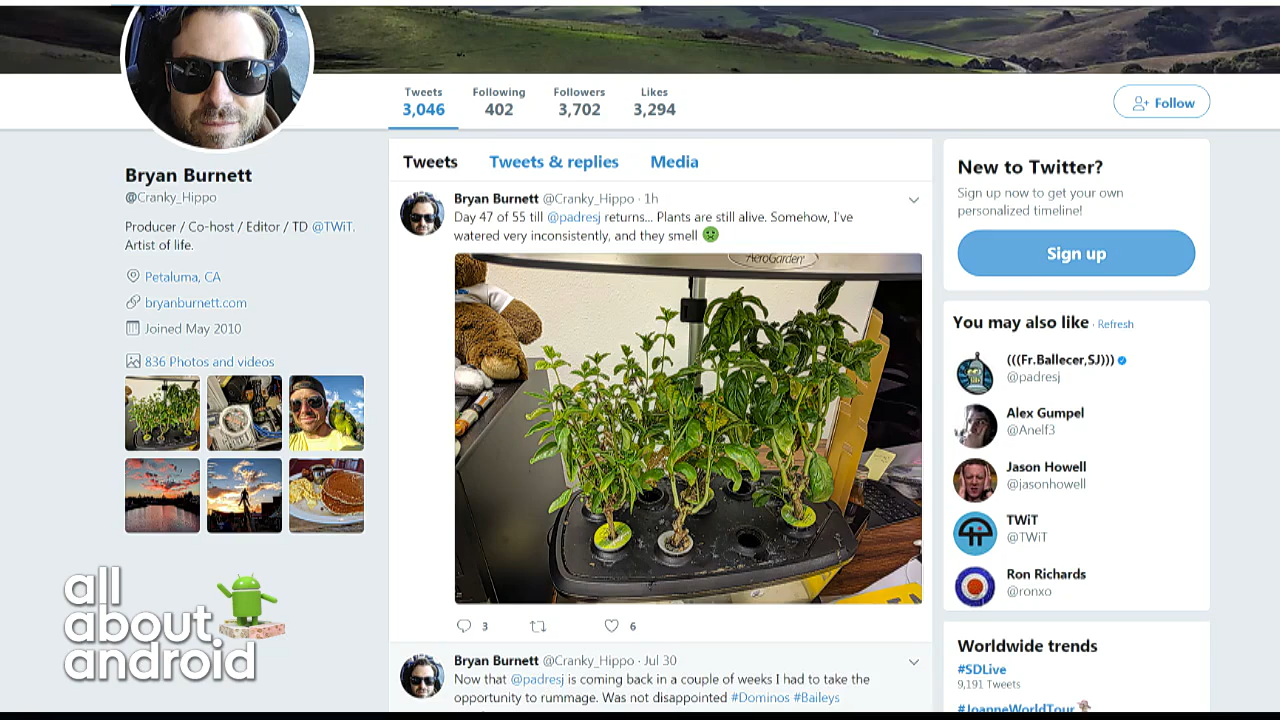 Tweets
3,046
Following
402
Followers
3,702
Likes
3,294
Follow
Bryan Burnett
@Cranky_Hippo
Producer / Co-host / Editor / TD @TWiT.
Artist of life.
Petaluma, CA
bryanburnett.com
Joined May 2010
836 Photos and videos
all
about
android
Tweets Tweets & replies Media
Bryan Burnett @Cranky_Hippo · 1h
Day 47 of 55 till @padresj returns... Plants are still alive. Somehow, I've
watered very inconsistently, and they smell
AeroGarden
3 6
Bryan Burnett @Cranky_Hippo · Jul 30
Now that @padresj is coming back in a couple of weeks I had to take the
opportunity to rummage. Was not disappointed #Dominos #Baileys
New to Twitter?
Sign up now to get your own
personalized timeline!
Sign up
You may also like · Refresh
(((Fr.Ballecer,SJ)))
@padresj
Alex Gumpel
@Anelf3
Jason Howell
@jasonhowell
TWiT
@TWiT
Ron Richards
@ronxo
Worldwide trends
#SDLive
9,191 Tweets
#JoanneWorldTour